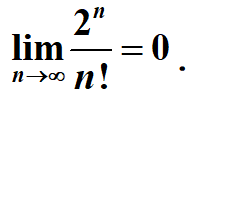 lim_{n→∞} 2^n / n! = 0 .